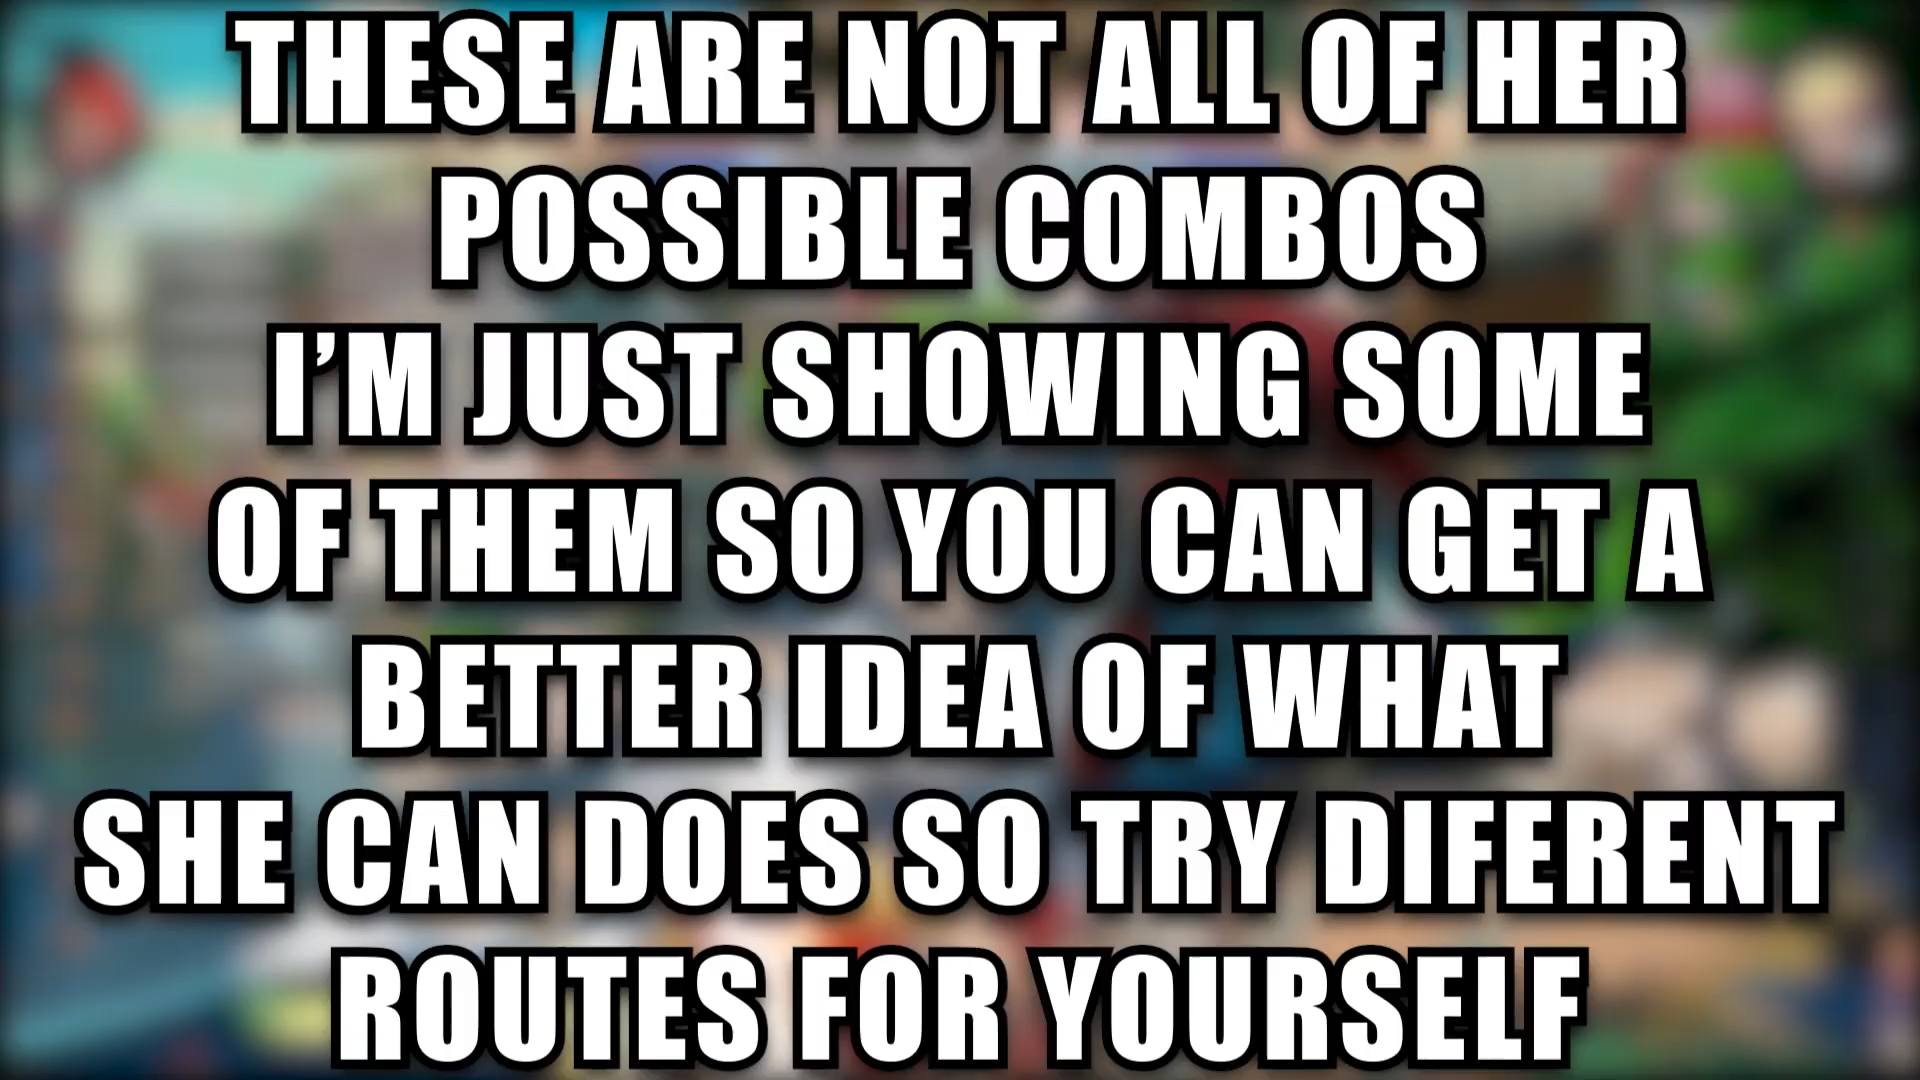 THESE ARE NOT ALL OF HER
POSSIBLE COMBOS
I’M JUST SHOWING SOME
OF THEM SO YOU CAN GET A
BETTER IDEA OF WHAT
SHE CAN DOES SO TRY DIFERENT
ROUTES FOR YOURSELF